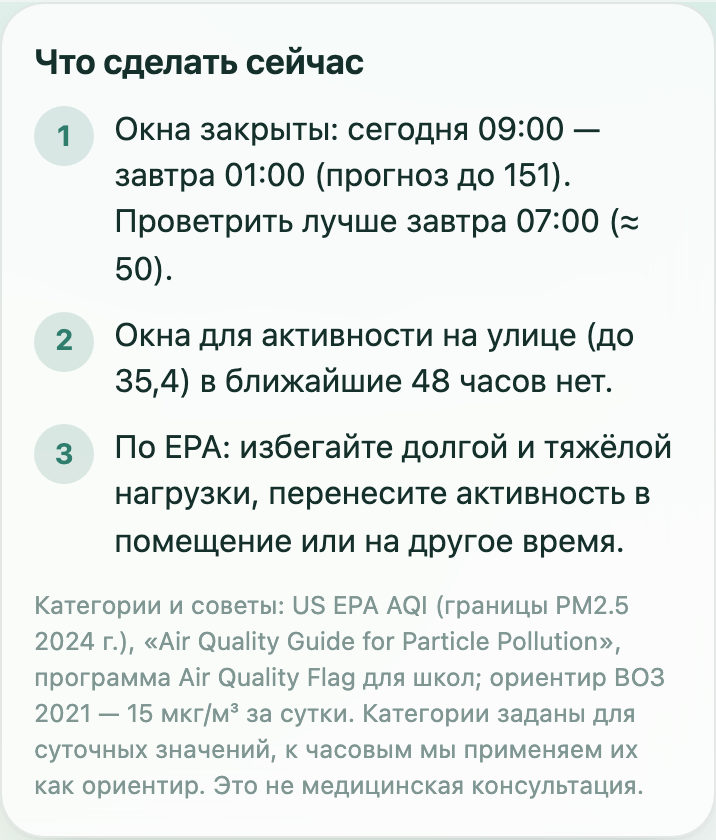 Что сделать сейчас
1
Окна закрыты: сегодня 09:00 —
завтра 01:00 (прогноз до 151).
Проветрить лучше завтра 07:00 (≈
50).
2
Окна для активности на улице (до
35,4) в ближайшие 48 часов нет.
3
По EPA: избегайте долгой и тяжёлой
нагрузки, перенесите активность в
помещение или на другое время.
Категории и советы: US EPA AQI (границы PM2.5
2024 г.), «Air Quality Guide for Particle Pollution»,
программа Air Quality Flag для школ; ориентир ВОЗ
2021 — 15 мкг/м³ за сутки. Категории заданы для
суточных значений, к часовым мы применяем их
как ориентир. Это не медицинская консультация.